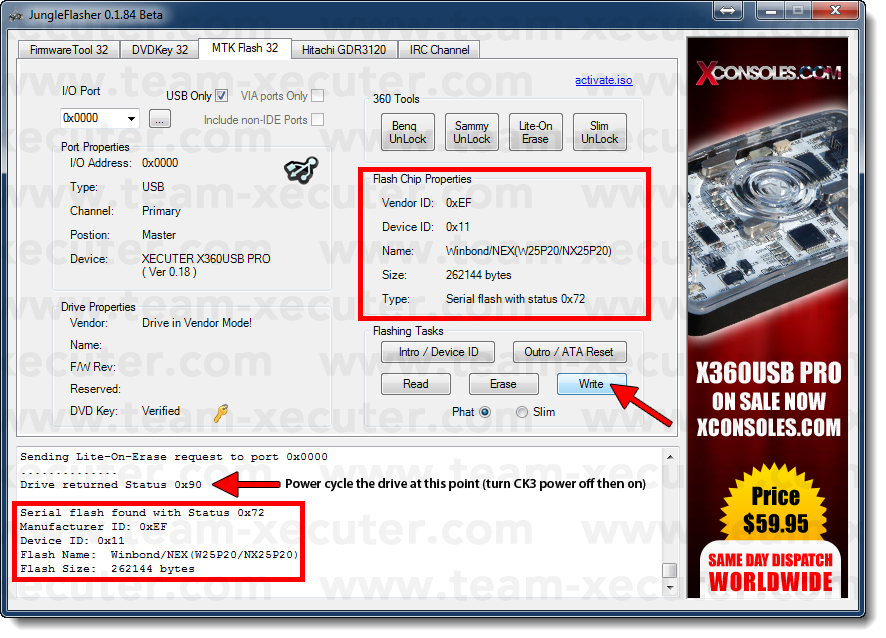 JungleFlasher 0.1.84 Beta
FirmwareTool 32
DVDKey 32
MTK Flash 32
Hitachi GDR3120
IRC Channel
www.team-xecuter.com
activate.iso
I/O Port
USB Only
VIA ports Only
0x0000
...
Include non-IDE Ports
Port Properties
I/O Address: 0x0000
Type: USB
Channel: Primary
Postion: Master
Device: XECUTER X360USB PRO
( Ver 0.18 )
Drive Properties
Vendor: Drive in Vendor Mode!
Name:
F/W Rev:
Reserved:
DVD Key: Verified
360 Tools
Benq
UnLock
Sammy
UnLock
Lite-On
Erase
Slim
UnLock
Flash Chip Properties
Vendor ID: 0xEF
Device ID: 0x11
Name: Winbond/NEX(W25P20/NX25P20)
Size: 262144 bytes
Type: Serial flash with status 0x72
Flashing Tasks
Intro / Device ID
Outro / ATA Reset
Read
Erase
Write
Phat
Slim
Sending Lite-On-Erase request to port 0x0000
..............
Drive returned Status 0x90
Power cycle the drive at this point (turn CK3 power off then on)
Serial flash found with Status 0x72
Manufacturer ID: 0xEF
Device ID: 0x11
Flash Name: Winbond/NEX(W25P20/NX25P20)
Flash Size: 262144 bytes
XCONSOLES.COM
X360USB PRO
ON SALE NOW
XCONSOLES.COM
Price
$59.95
SAME DAY DISPATCH
WORLDWIDE